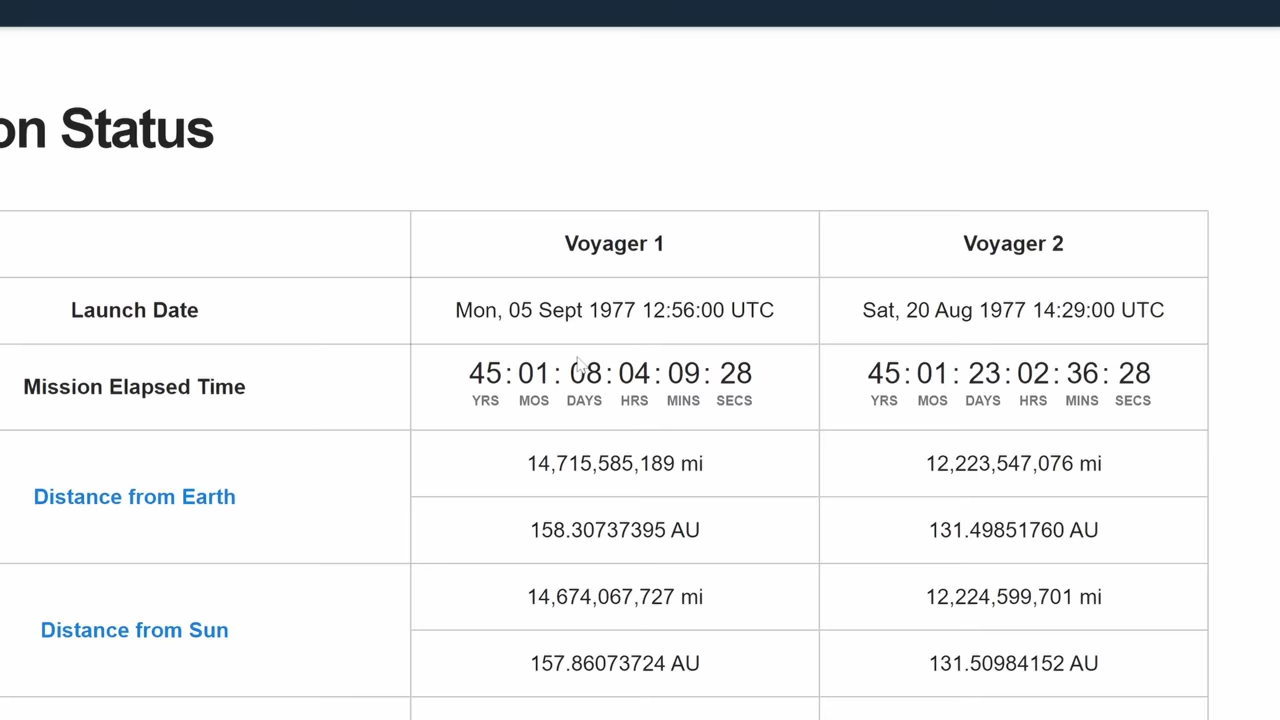 on Status
Voyager 1 Voyager 2
Launch Date Mon, 05 Sept 1977 12:56:00 UTC Sat, 20 Aug 1977 14:29:00 UTC
Mission Elapsed Time 45:01:08:04:09:28 45:01:23:02:36:28
YRS MOS DAYS HRS MINS SECS YRS MOS DAYS HRS MINS SECS
Distance from Earth
14,715,585,189 mi 12,223,547,076 mi
158.30737395 AU 131.49851760 AU
Distance from Sun
14,674,067,727 mi 12,224,599,701 mi
157.86073724 AU 131.50984152 AU